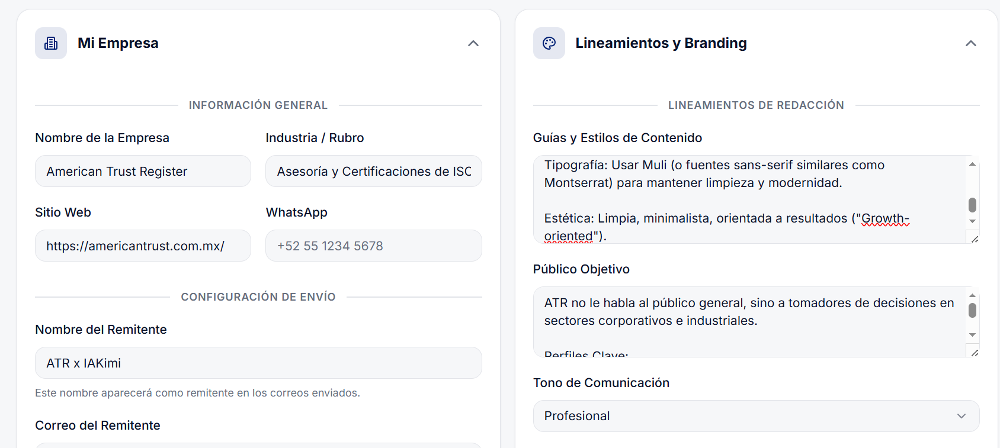 Mi Empresa
INFORMACIÓN GENERAL
Nombre de la Empresa
American Trust Register
Industria / Rubro
Asesoría y Certificaciones de ISO
Sitio Web
https://americantrust.com.mx/
WhatsApp
+52 55 1234 5678
CONFIGURACIÓN DE ENVÍO
Nombre del Remitente
ATR x IAKimi
Este nombre aparecerá como remitente en los correos enviados.
Correo del Remitente
Lineamientos y Branding
LINEAMIENTOS DE REDACCIÓN
Guías y Estilos de Contenido
Tipografía: Usar Muli (o fuentes sans-serif similares como
Montserrat) para mantener limpieza y modernidad.
Estética: Limpia, minimalista, orientada a resultados ("Growth-
oriented").
Público Objetivo
ATR no le habla al público general, sino a tomadores de decisiones en
sectores corporativos e industriales.
Perfiles Clave:
Tono de Comunicación
Profesional